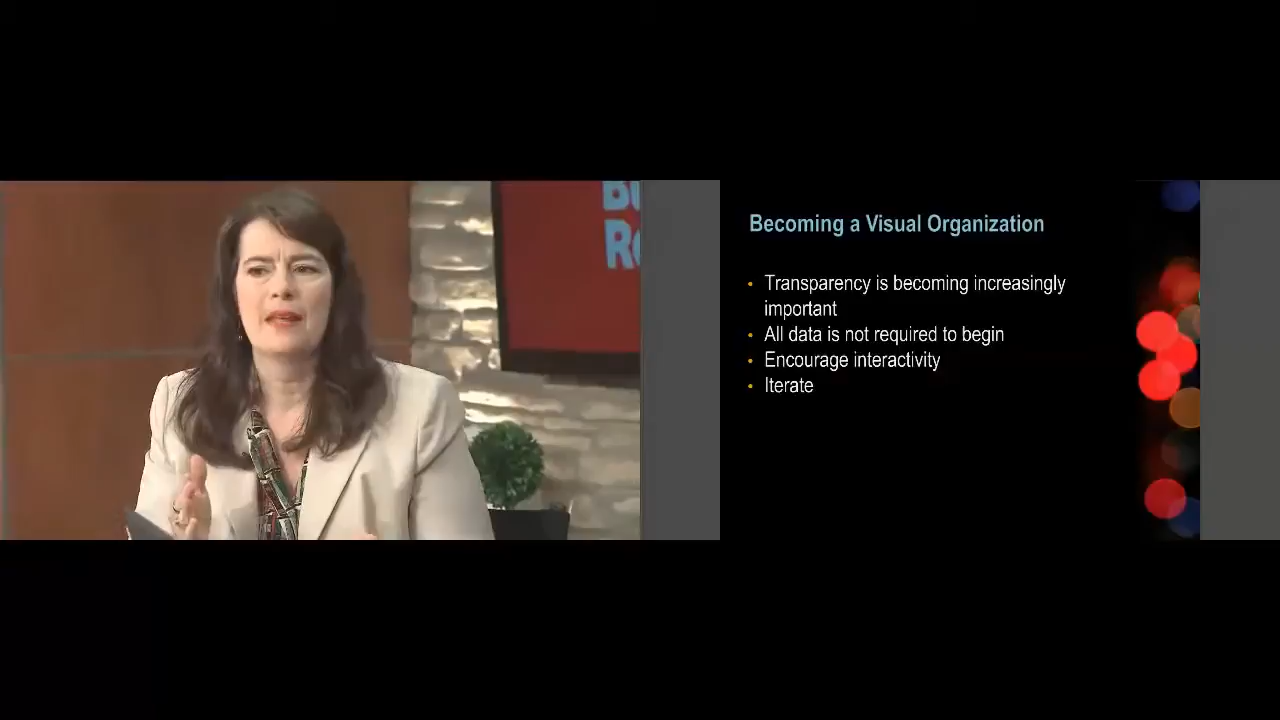 Becoming a Visual Organization
• Transparency is becoming increasingly
important
• All data is not required to begin
• Encourage interactivity
• Iterate